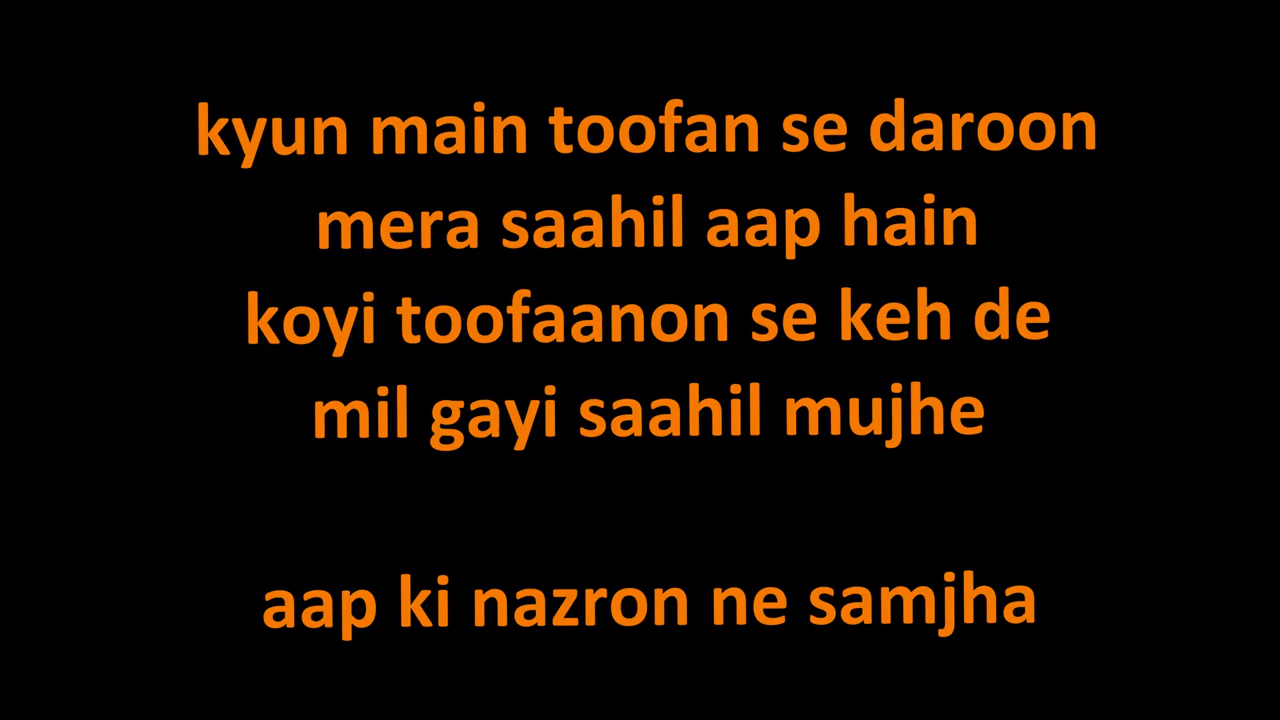 kyun main toofan se daroon
mera saahil aap hain
koyi toofaanon se keh de
mil gayi saahil mujhe
aap ki nazron ne samjha